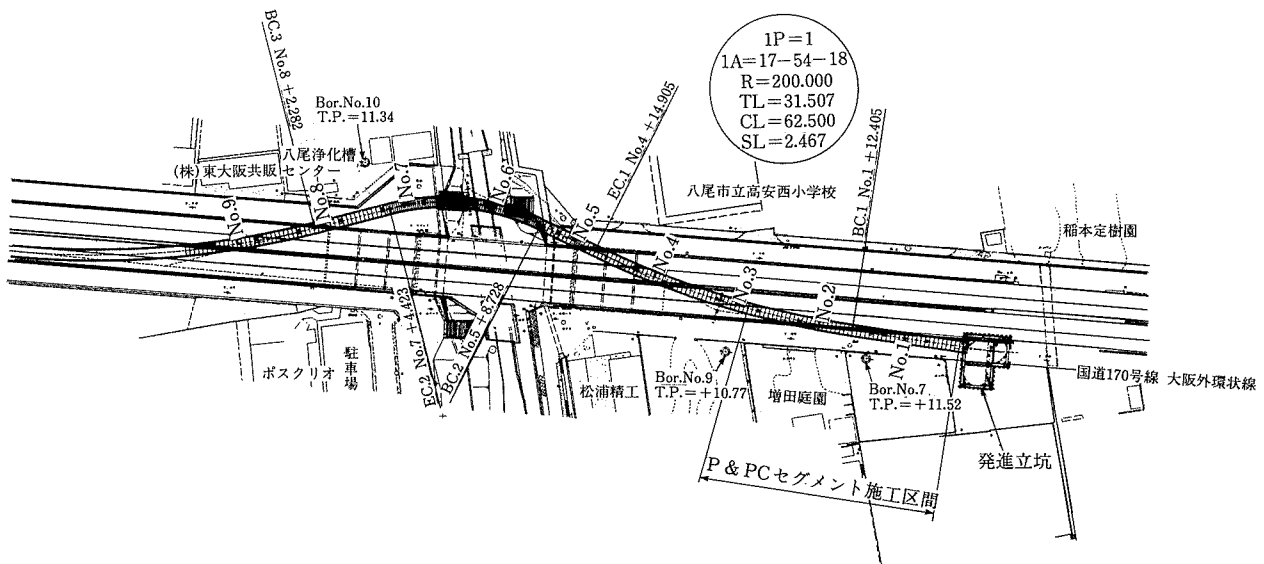 1P=1
1A=17-54-18
R=200.000
TL=31.507
CL=62.500
SL=2.467
BC.3 No.8+2.282
Bor.No.10
T.P.=11.34
八尾浄化槽
(株)東大阪共販センター
EC.1 No.4+14.905
八尾市立高安西小学校
BC.1 No.1+12.405
稲本定樹園
No.9
No.8
No.7
No.6
No.5
No.4
No.3
No.2
No.1
ボスクリオ
駐車場
EC.2 No.7+4.423
BC.2 No.5+8.728
松浦精工
Bor.No.9
T.P.=+10.77
増田庭園
Bor.No.7
T.P.=+11.52
国道170号線 大阪外環状線
発進立坑
P&PCセグメント施工区間